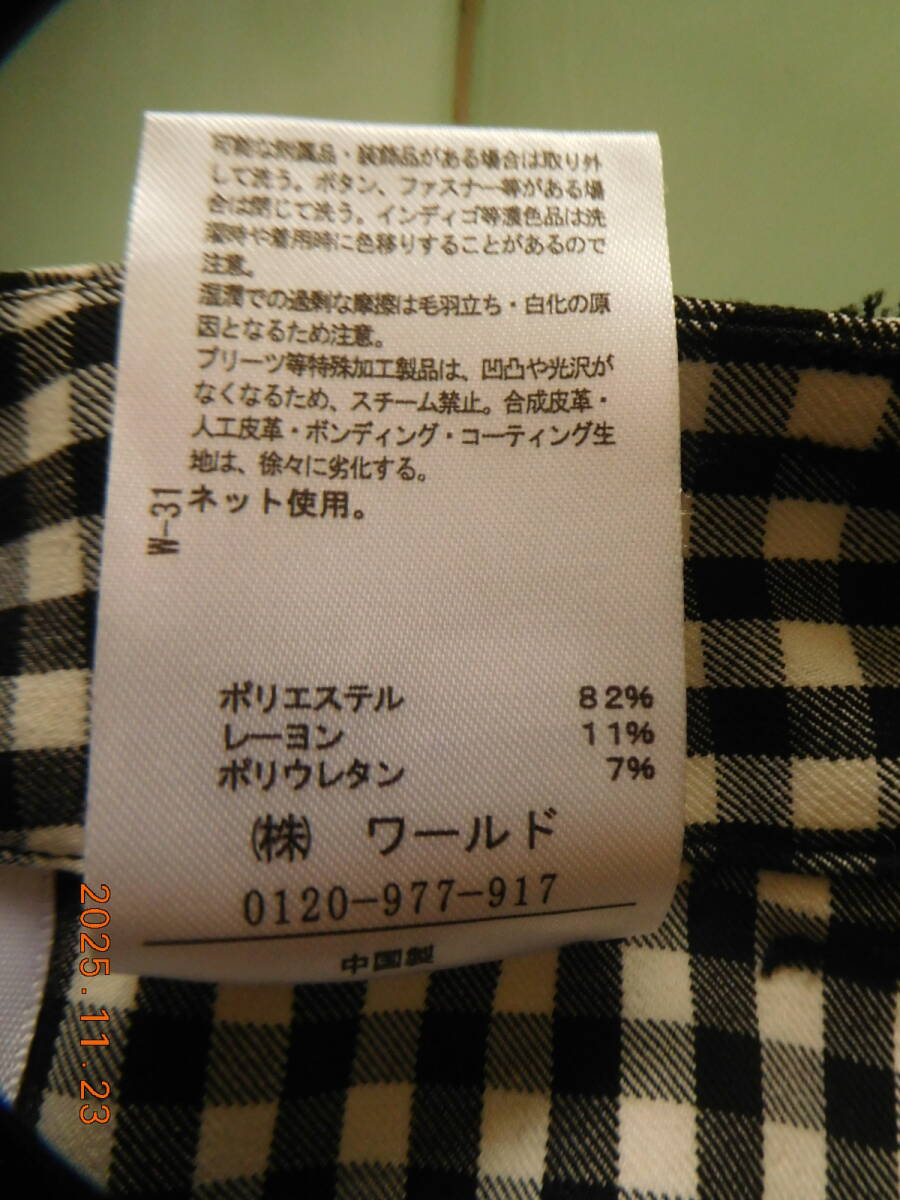 可能な附属品・装飾品がある場合は取り外
して洗う。ボタン、ファスナー等がある場
合は閉じて洗う。インディゴ等濃色品は洗
濯時や着用時に色移りすることがあるので
注意。
湿潤での過剰な摩擦は毛羽立ち・白化の原
因となるため注意。
プリーツ等特殊加工製品は、凹凸や光沢が
なくなるため、スチーム禁止。合成皮革・
人工皮革・ボンディング・コーティング生
地は、徐々に劣化する。
ネット使用。
W-31
ポリエステル 82%
レーヨン 11%
ポリウレタン 7%
㈱ ワールド
0120-977-917
中国製
2025.11.23